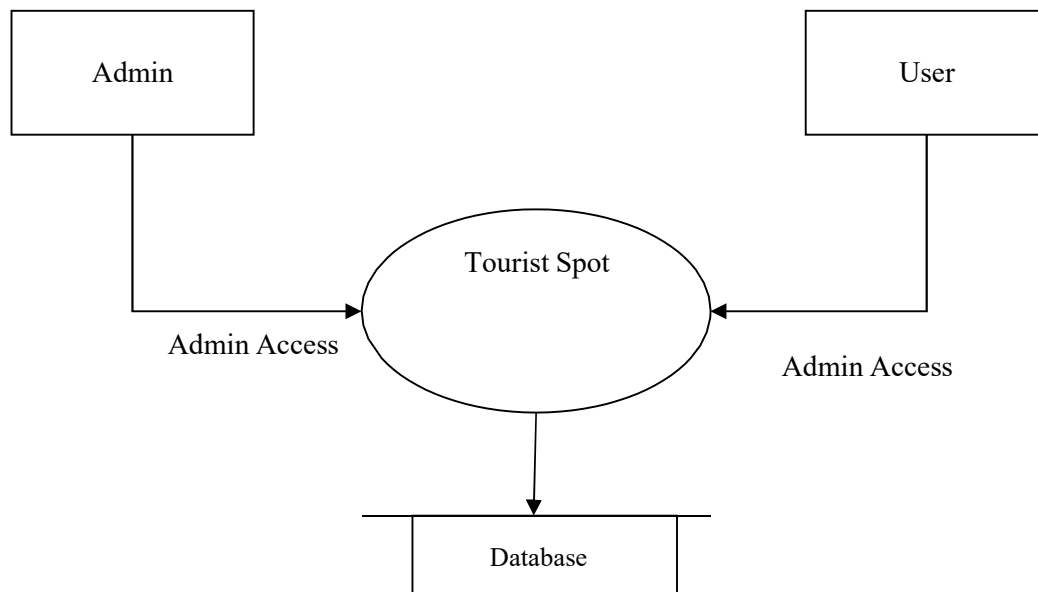 Admin
User
Tourist Spot
Admin Access
Admin Access
Database